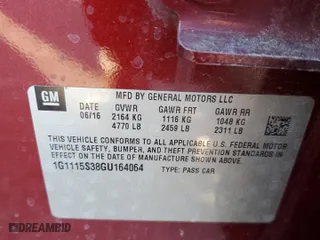 GM
MFD BY GENERAL MOTORS LLC
DATE GVWR GAWR FRT GAWR RR
06/16 2164 KG 1116 KG 1048 KG
4770 LB 2459 LB 2311 LB
THIS VEHICLE CONFORMS TO ALL APPLICABLE U.S. FEDERAL MOTOR
VEHICLE SAFETY, BUMPER, AND THEFT PREVENTION STANDARDS IN EFFECT
ON THE DATE OF MANUFACTURE SHOWN ABOVE.
1G1115S38GU164064 TYPE: PASS CAR
© DREAMBID